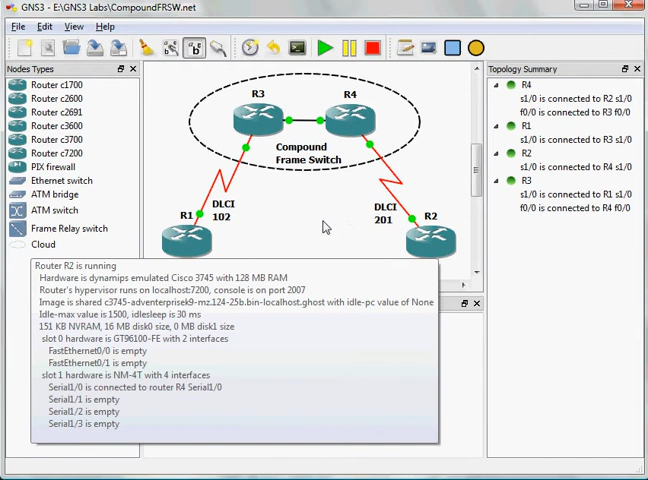 GNS3 - E:\GNS3 Labs\CompoundFRSW.net
File Edit View Help
Nodes Types
Router c1700
Router c2600
Router c2691
Router c3600
Router c3700
Router c7200
PIX firewall
Ethernet switch
ATM bridge
ATM switch
Frame Relay switch
Cloud
R3
R4
Compound
Frame Switch
DLCI
102
DLCI
201
R1
R2
Topology Summary
R4
s1/0 is connected to R2 s1/0
f0/0 is connected to R3 f0/0
R1
s1/0 is connected to R3 s1/0
R2
s1/0 is connected to R4 s1/0
R3
s1/0 is connected to R1 s1/0
f0/0 is connected to R4 f0/0
Router R2 is running
Hardware is dynamips emulated Cisco 3745 with 128 MB RAM
Router's hypervisor runs on localhost:7200, console is on port 2007
Image is shared c3745-adventerprisek9-mz.124-25b.bin-localhost.ghost with idle-pc value of None
Idle-max value is 1500, idlesleep is 30 ms
151 KB NVRAM, 16 MB disk0 size, 0 MB disk1 size
slot 0 hardware is GT96100-FE with 2 interfaces
FastEthernet0/0 is empty
FastEthernet0/1 is empty
slot 1 hardware is NM-4T with 4 interfaces
Serial1/0 is connected to router R4 Serial1/0
Serial1/1 is empty
Serial1/2 is empty
Serial1/3 is empty